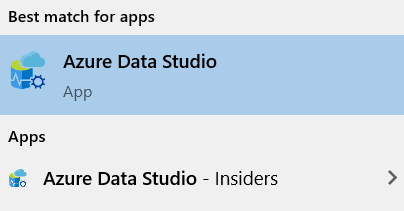 Best match for apps
Azure Data Studio
App
Apps
Azure Data Studio - Insiders